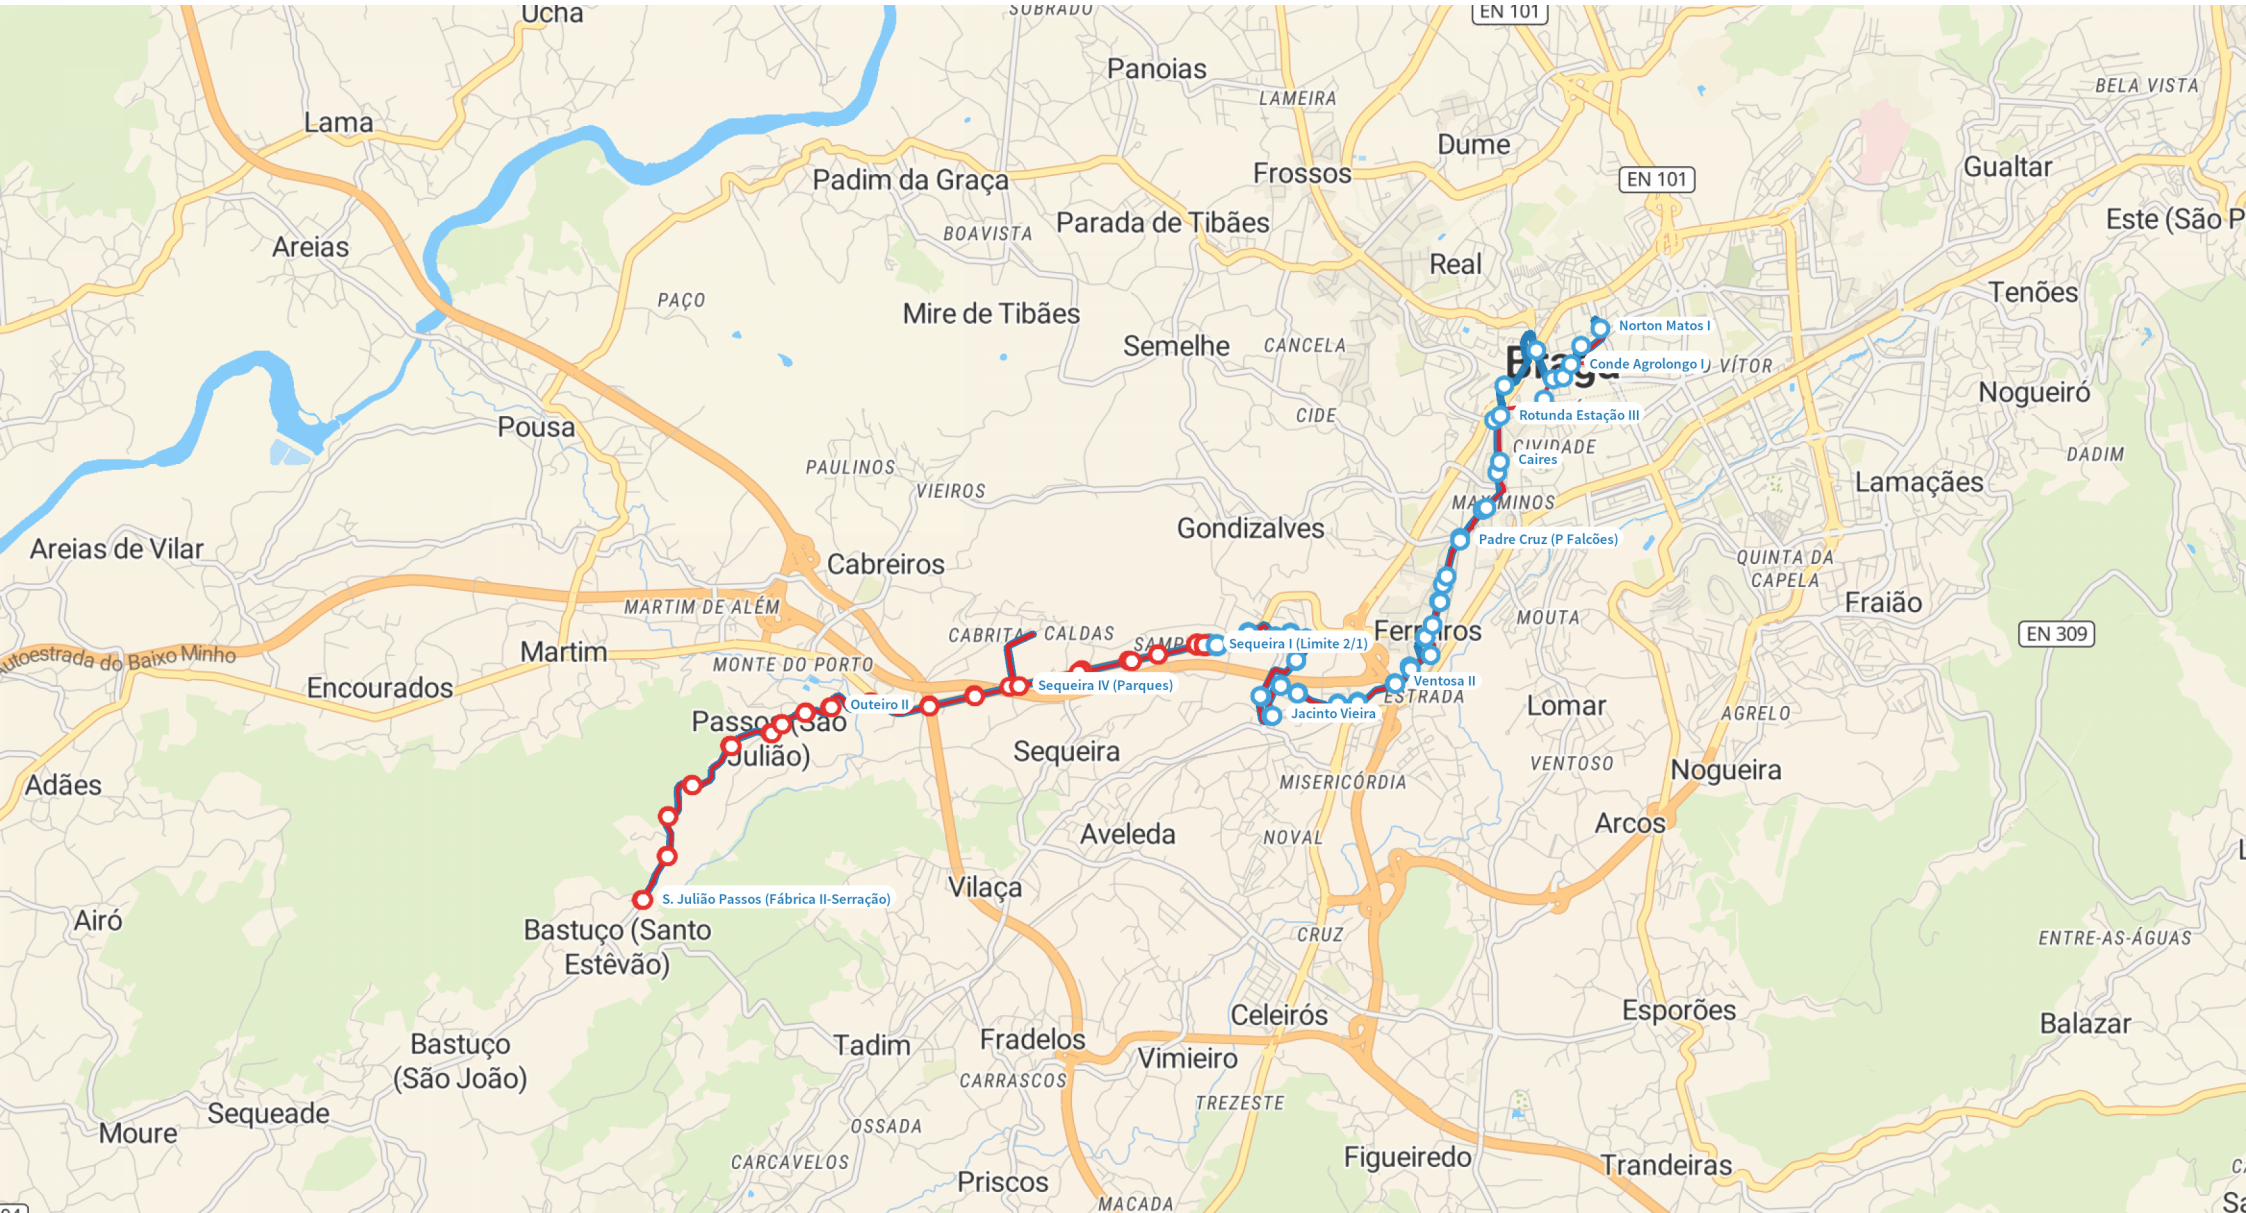 Ucha
SOBRADO
EN 101
Panoias
BELA VISTA
LAMEIRA
Lama
Dume
Gualtar
Frossos
EN 101
Padim da Graça
Parada de Tibães
Este (São P
BOAVISTA
Areias
Real
PAÇO
Tenões
Mire de Tibães
Norton Matos I
Semelhe
CANCELA
Braga
Conde Agrolongo I
VÍTOR
Nogueiró
CIDE
Rotunda Estação III
Pousa
CIVIDADE
DADIM
Caires
PAULINOS
VIEIROS
Lamaçães
MAXIMINOS
Gondizalves
Padre Cruz (P Falcões)
Areias de Vilar
Cabreiros
QUINTA DA
CAPELA
MARTIM DE ALÉM
Fraião
MOUTA
CABRITA
CALDAS
Ferreiros
EN 309
Autoestrada do Baixo Minho
Martim
Sequeira I (Limite 2/1)
MONTE DO PORTO
Encourados
Sequeira IV (Parques)
Ventosa II
ESTRADA
Outeiro II
Jacinto Vieira
Lomar
AGRELO
Passos (São
Julião)
Sequeira
VENTOSO
Nogueira
Adães
MISERICÓRDIA
Arcos
Aveleda
NOVAL
Vilaça
S. Julião Passos (Fábrica II-Serração)
Airó
Bastuço (Santo
Estêvão)
CRUZ
ENTRE-AS-ÁGUAS
Esporões
Celeirós
Balazar
Bastuço
(São João)
Tadim
Fradelos
Vimieiro
CARRASCOS
TREZESTE
Sequeade
Moure
OSSADA
Figueiredo
CARCAVELOS
Trandeiras
Priscos
MACADA